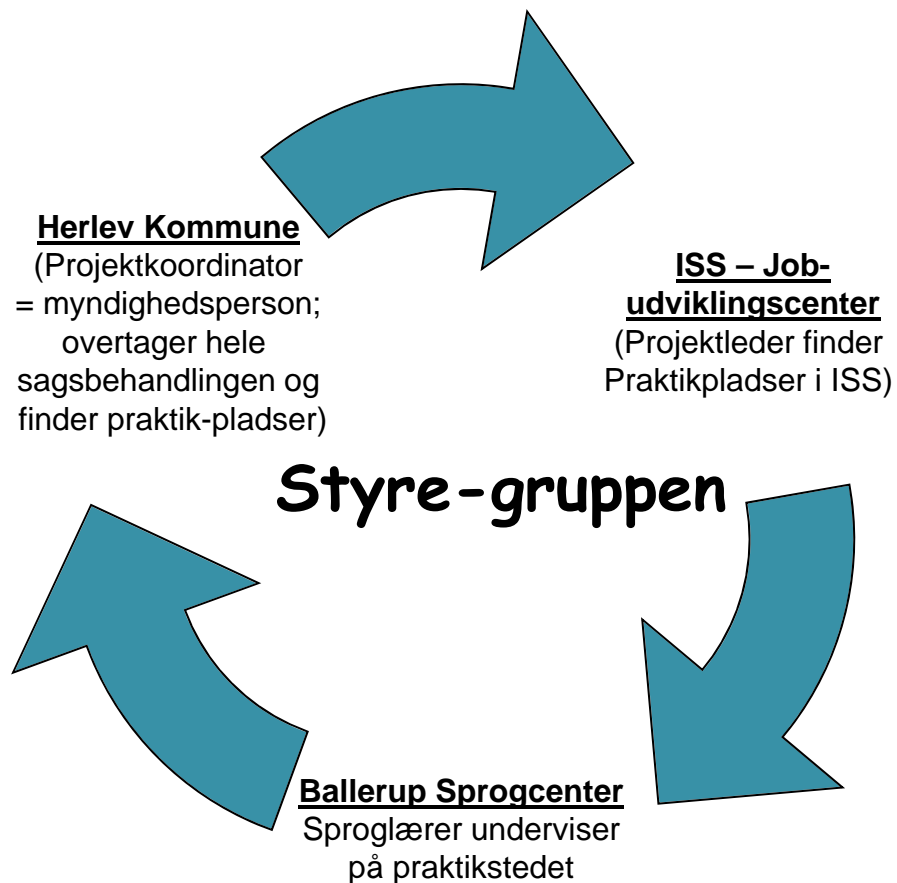 Herlev Kommune
(Projektkoordinator
= myndighedsperson;
overtager hele
sagsbehandlingen og
finder praktik-pladser)
ISS – Job-
udviklingscenter
(Projektleder finder
Praktikpladser i ISS)
Styre-gruppen
Ballerup Sprogcenter
Sproglærer underviser
på praktikstedet